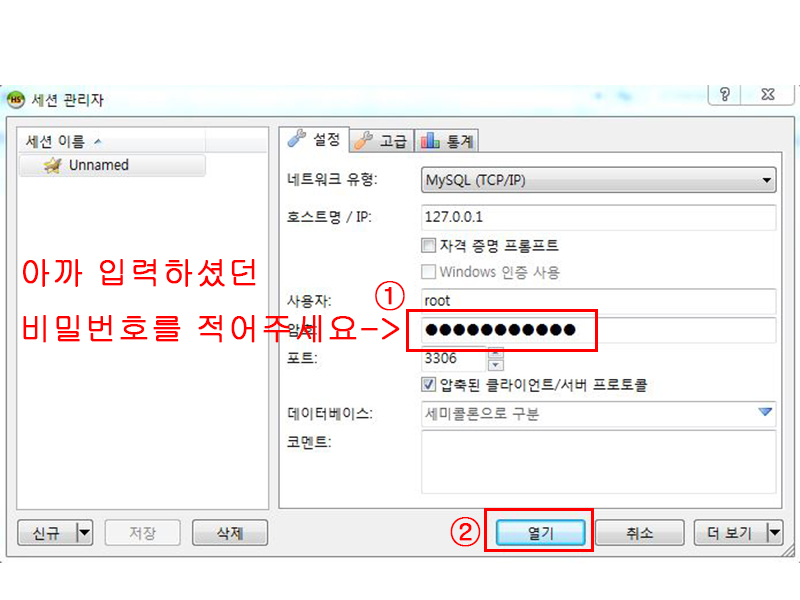 HS 세션 관리자
세션 이름
Unnamed
설정 고급 통계
네트워크 유형: MySQL (TCP/IP)
호스트명 / IP: 127.0.0.1
자격 증명 프롬프트
Windows 인증 사용
아까 입력하셨던
① 사용자: root
비밀번호를 적어주세요-> ●●●●●●●●●●●
포트: 3306
압축된 클라이언트/서버 프로토콜
데이터베이스: 세미콜론으로 구분
코멘트:
신규 저장 삭제 ② 열기 취소 더 보기